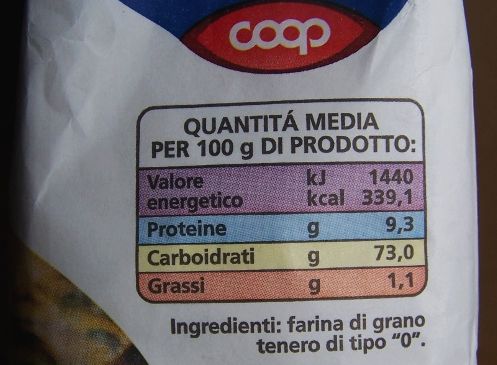 coop
QUANTITÁ MEDIA
PER 100 g DI PRODOTTO:
Valore kJ 1440
energetico kcal 339,1
Proteine g 9,3
Carboidrati g 73,0
Grassi g 1,1
Ingredienti: farina di grano
tenero di tipo "0".